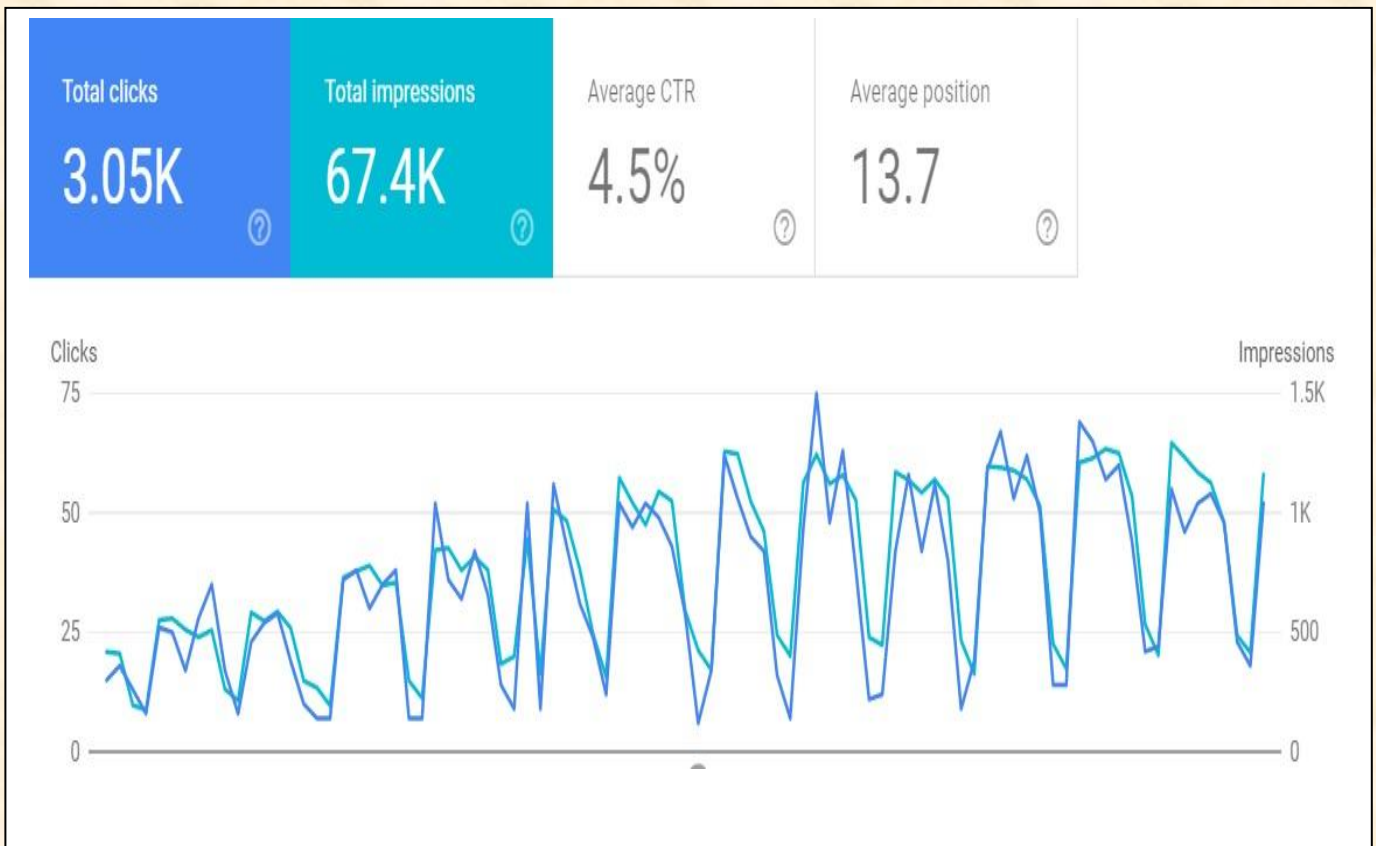 Total clicks
Total impressions
Average CTR
Average position
3.05K
67.4K
4.5%
13.7
?
?
?
?
Clicks
Impressions
75
1.5K
50
1K
25
500
0
0